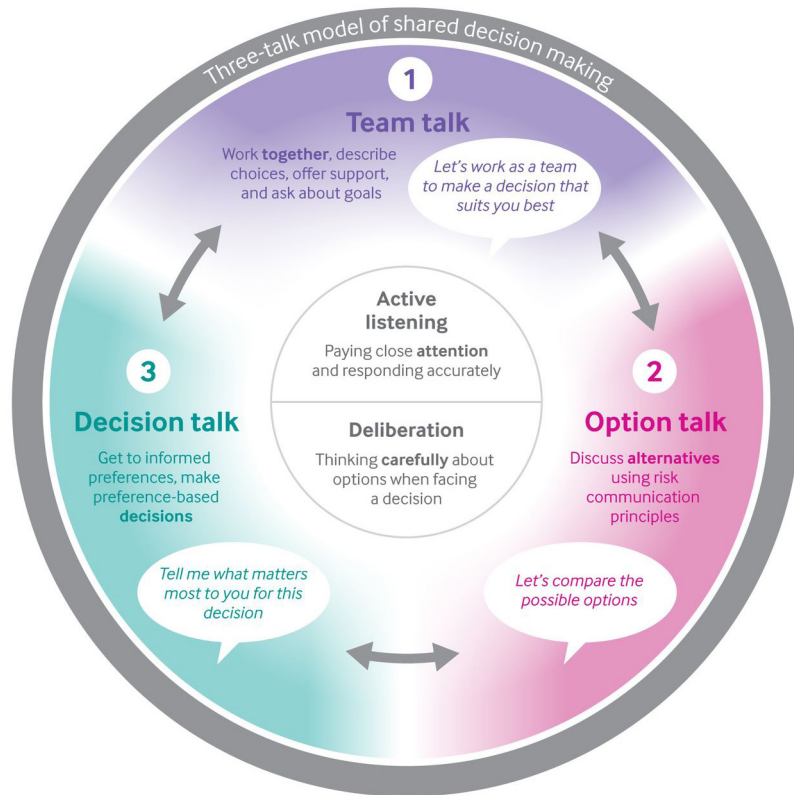 Three-talk model of shared decision making
1
Team talk
Work together, describe
choices, offer support,
and ask about goals
Let's work as a team
to make a decision that
suits you best
Active
listening
Paying close attention
and responding accurately
Deliberation
Thinking carefully about
options when facing
a decision
2
Option talk
Discuss alternatives
using risk
communication
principles
Let's compare the
possible options
3
Decision talk
Get to informed
preferences, make
preference-based
decisions
Tell me what matters
most to you for this
decision